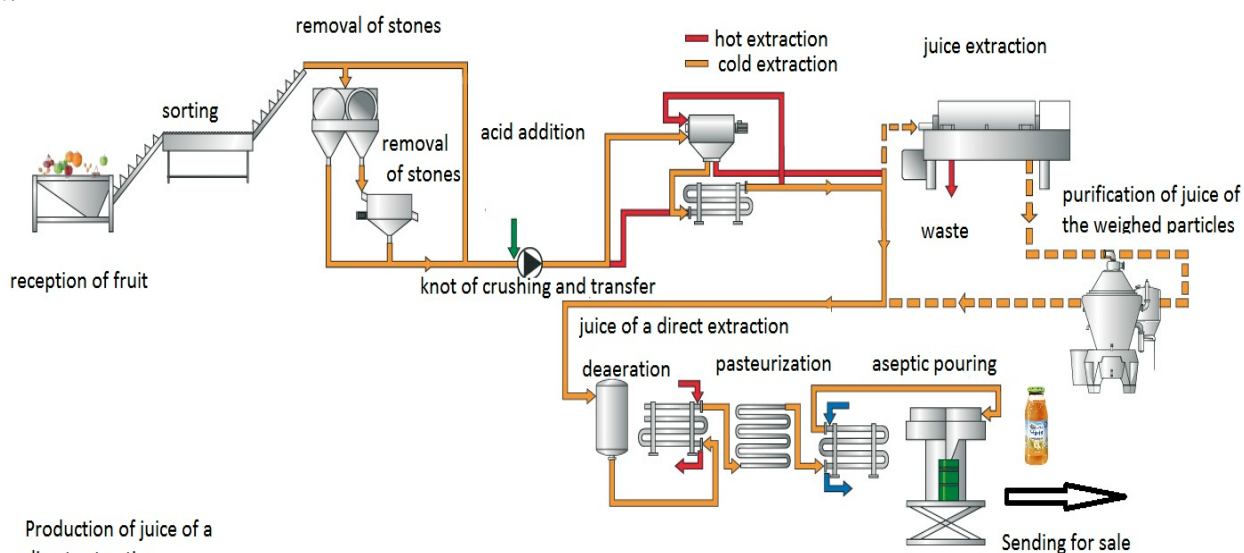 removal of stones
hot extraction
cold extraction
juice extraction
sorting
acid addition
removal
of stones
purification of juice of
the weighed particles
waste
reception of fruit
knot of crushing and transfer
juice of a direct extraction
deaeration
pasteurization
aseptic pouring
Production of juice of a
Sending for sale